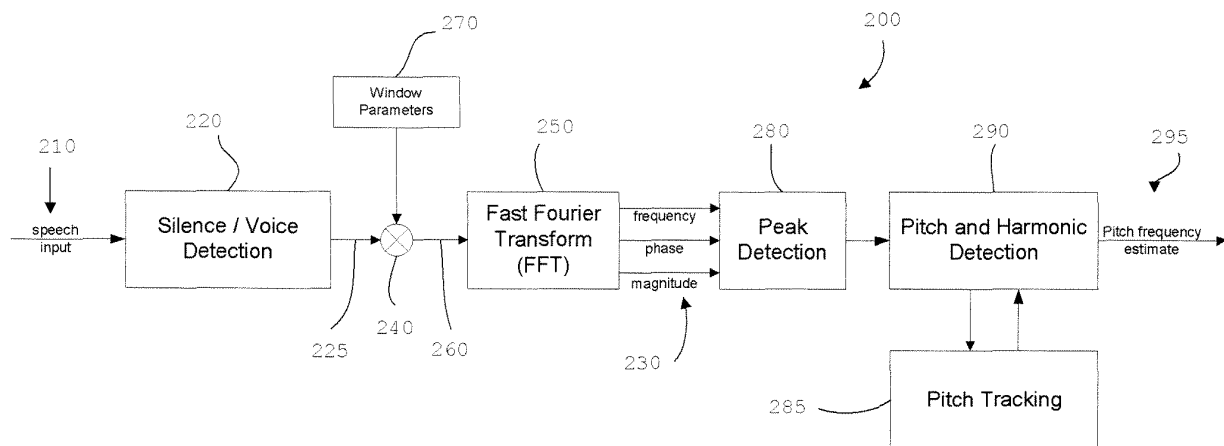 270
200
Window
Parameters
210
220
250
280
290
295
speech
input
Silence / Voice
Detection
Fast Fourier
Transform
(FFT)
frequency
phase
magnitude
Peak
Detection
Pitch and Harmonic
Detection
Pitch frequency
estimate
225
240
260
230
285
Pitch Tracking